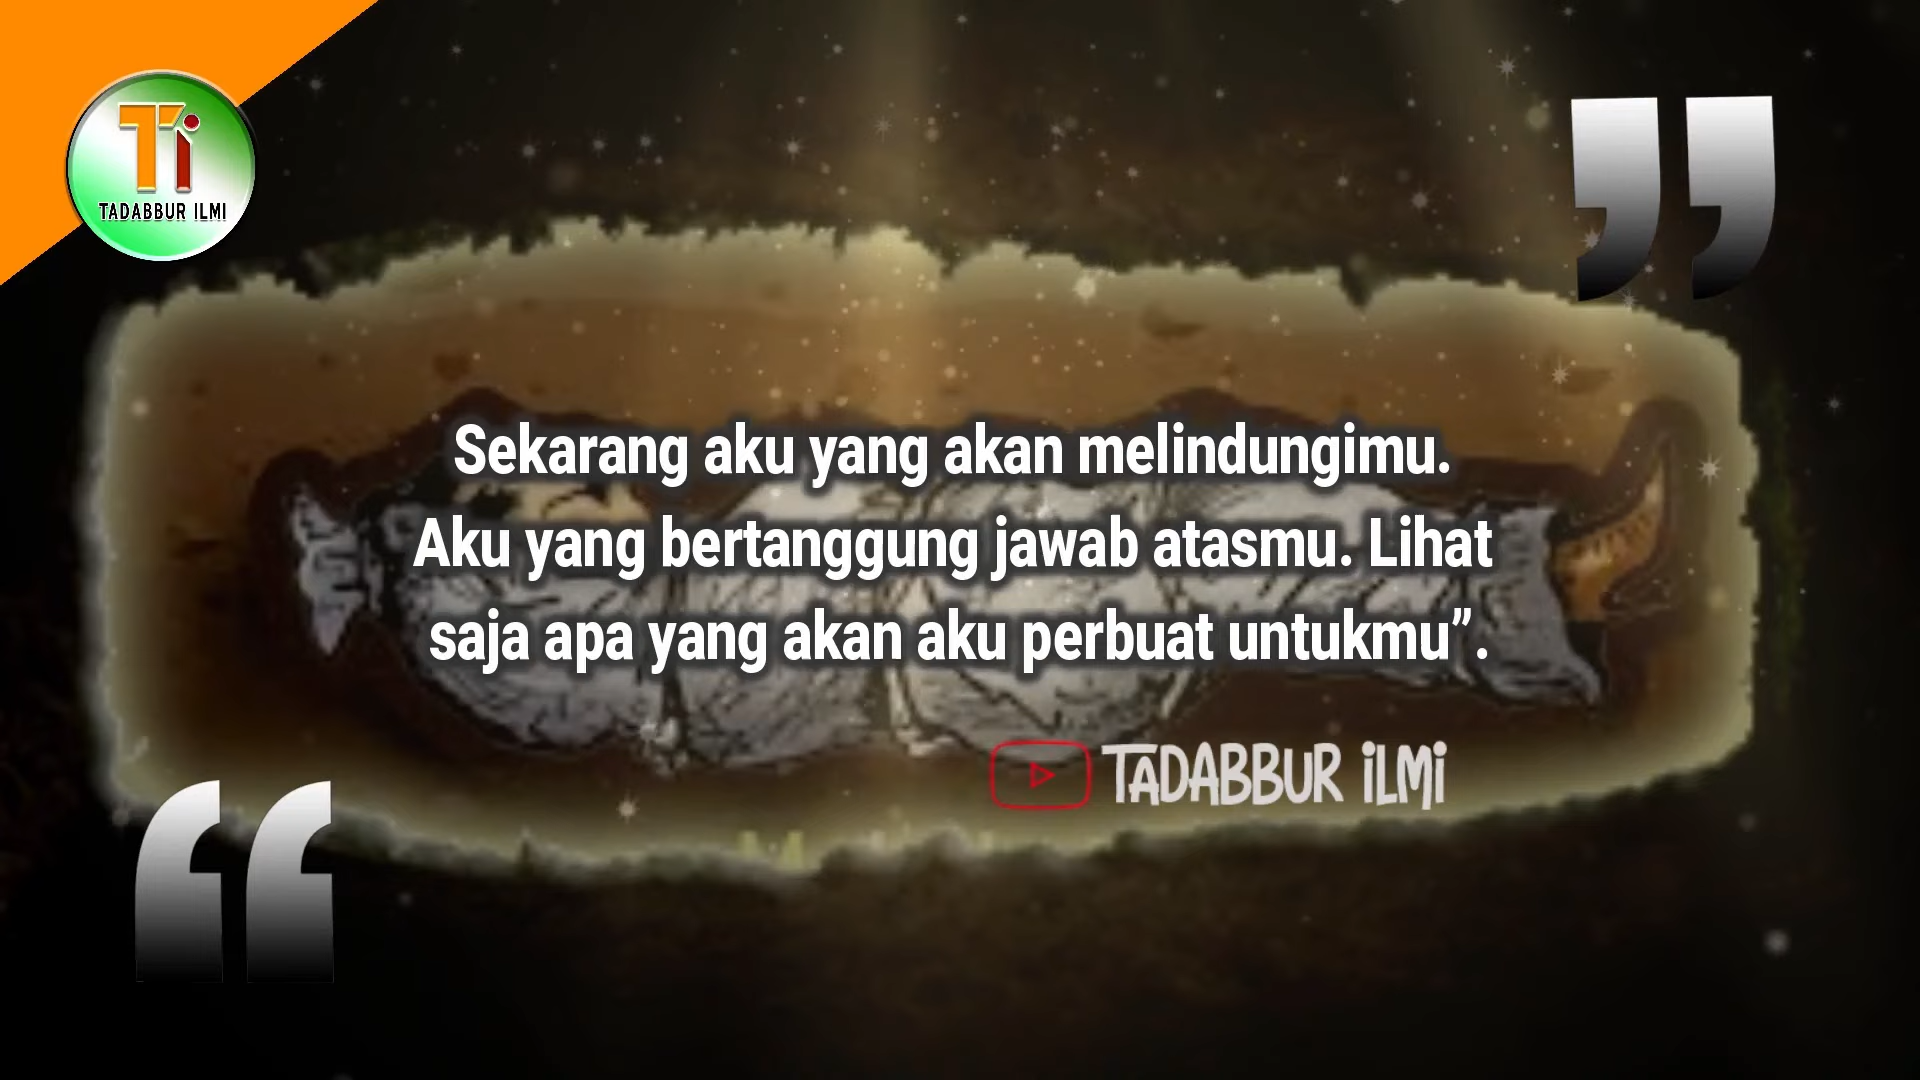 Ti
TADABBUR ILMI
Sekarang aku yang akan melindungimu.
Aku yang bertanggung jawab atasmu. Lihat
saja apa yang akan aku perbuat untukmu”.
TADABBUR iLMi